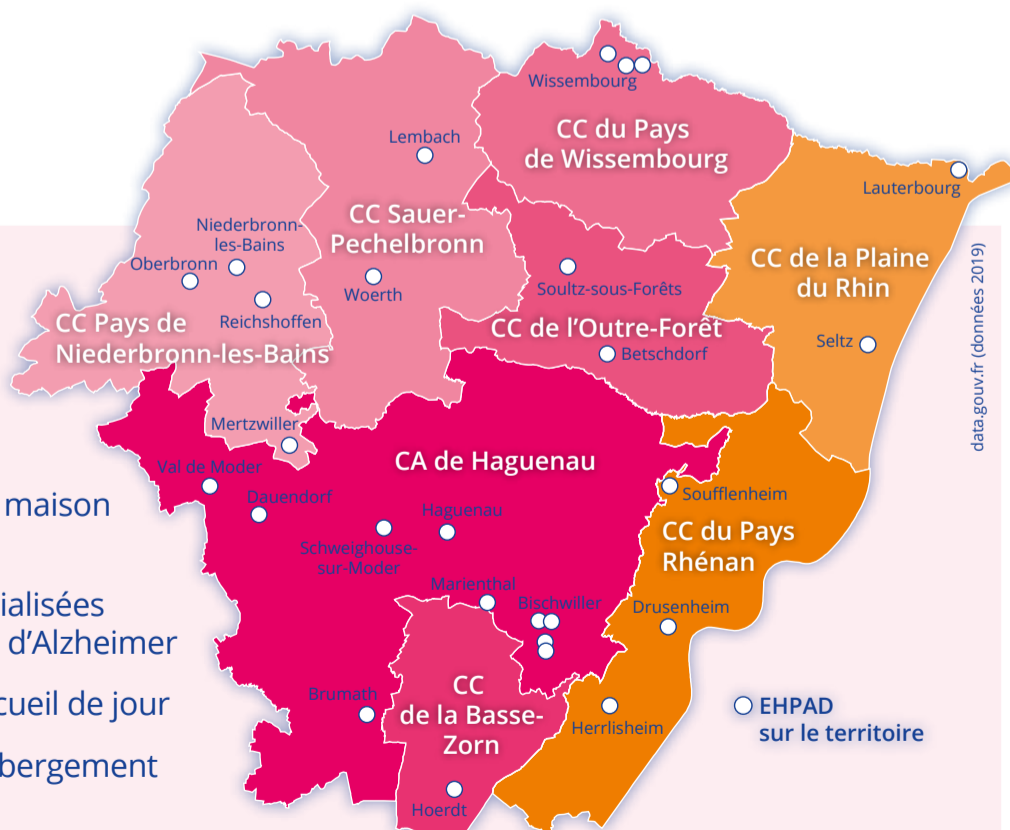 Wissembourg
CC du Pays
de Wissembourg
Lembach
Lauterbourg
CC Sauer-
Pechelbronn
Niederbronn-
les-Bains
Oberbronn
Woerth
Reichshoffen
CC Pays de
Niederbronn-les-Bains
Soultz-sous-Forêts
CC de l'Outre-Forêt
Betschdorf
CC de la Plaine
du Rhin
Seltz
data.gouv.fr (données 2019)
Mertzwiller
CA de Haguenau
Val de Moder
Dauendorf
Haguenau
Schweighouse-
sur-Moder
Soufflenheim
CC du Pays
Rhénan
Marienthal
Bischwiller
Drusenheim
Brumath
CC
de la Basse-
Zorn
Herrlisheim
Hoerdt
EHPAD
sur le territoire
maison
ialisées
d'Alzheimer
cueil de jour
bergement